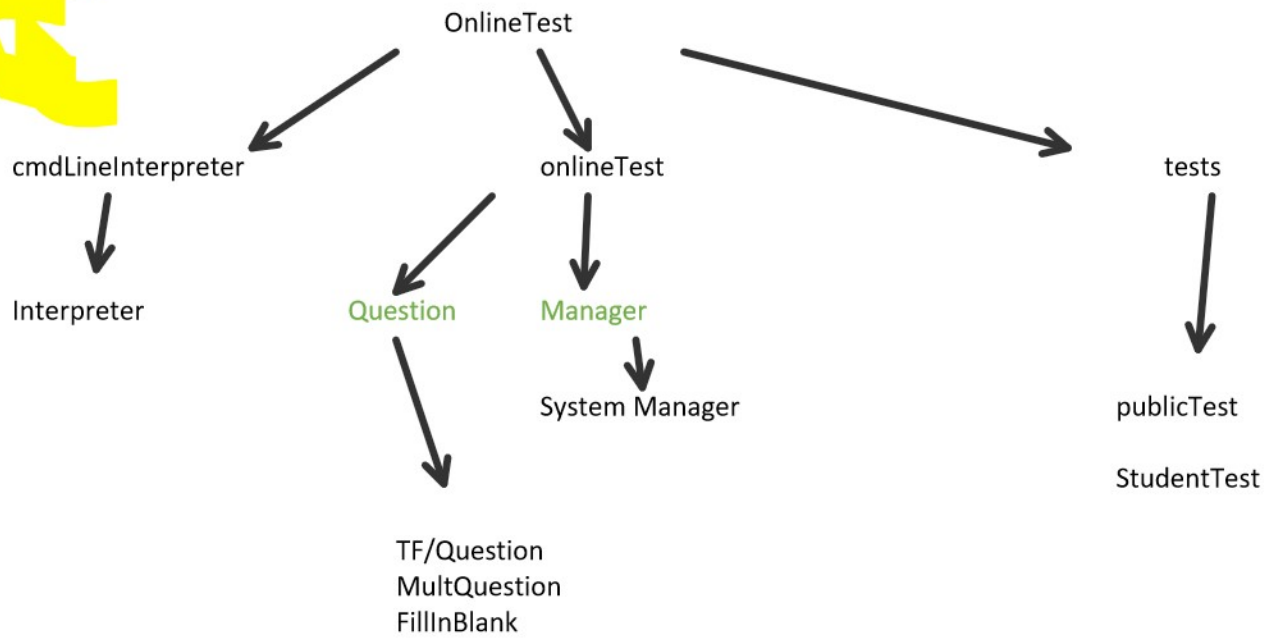 OnlineTest
cmdLineInterpreter
onlineTest
tests
Interpreter
Question
Manager
System Manager
publicTest
StudentTest
TF/Question
MultQuestion
FillInBlank